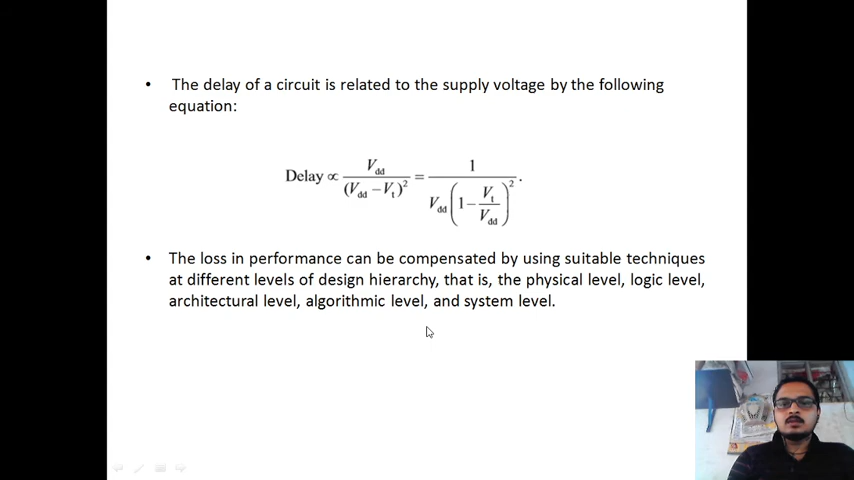 • The delay of a circuit is related to the supply voltage by the following
equation:
Delay ∝ V_dd / (V_dd − V_t)^2 = 1 / (V_dd (1 − V_t / V_dd)^2).
• The loss in performance can be compensated by using suitable techniques
at different levels of design hierarchy, that is, the physical level, logic level,
architectural level, algorithmic level, and system level.